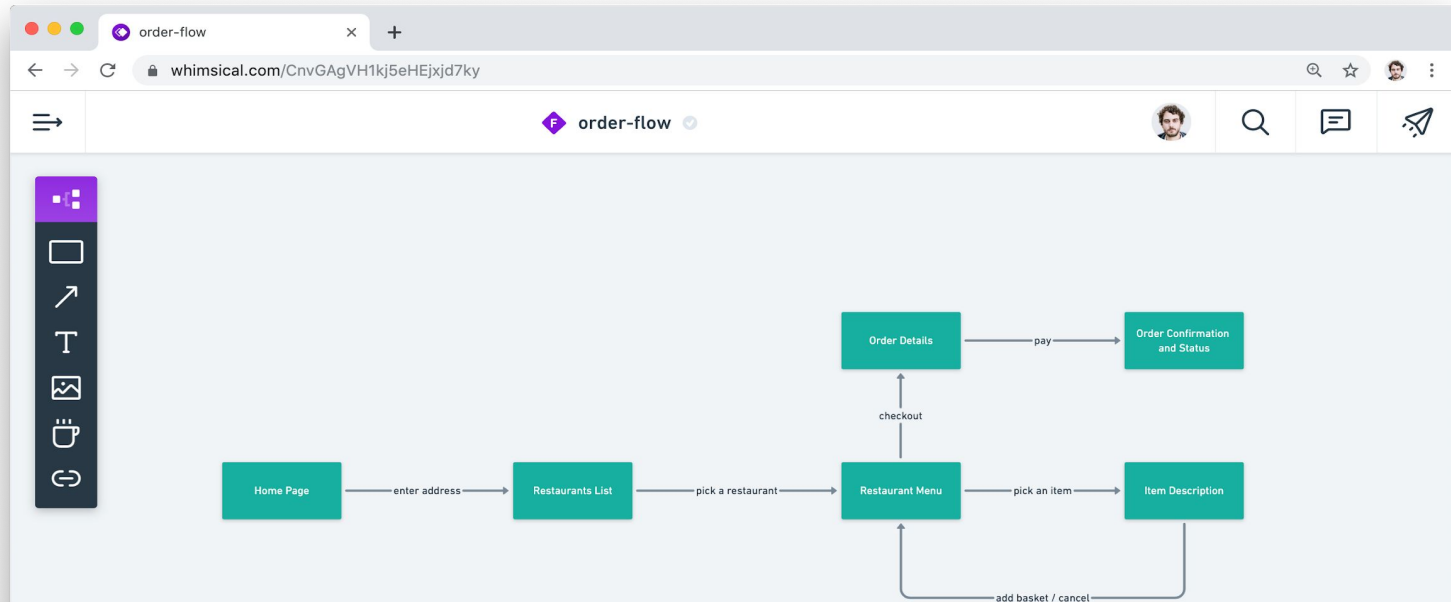 order-flow
whimsical.com/CnvGAgVH1kj5eHEjxjd7ky
F order-flow
T
Order Details
pay
Order Confirmation
and Status
checkout
Home Page
enter address
Restaurants List
pick a restaurant
Restaurant Menu
pick an item
Item Description
add basket / cancel